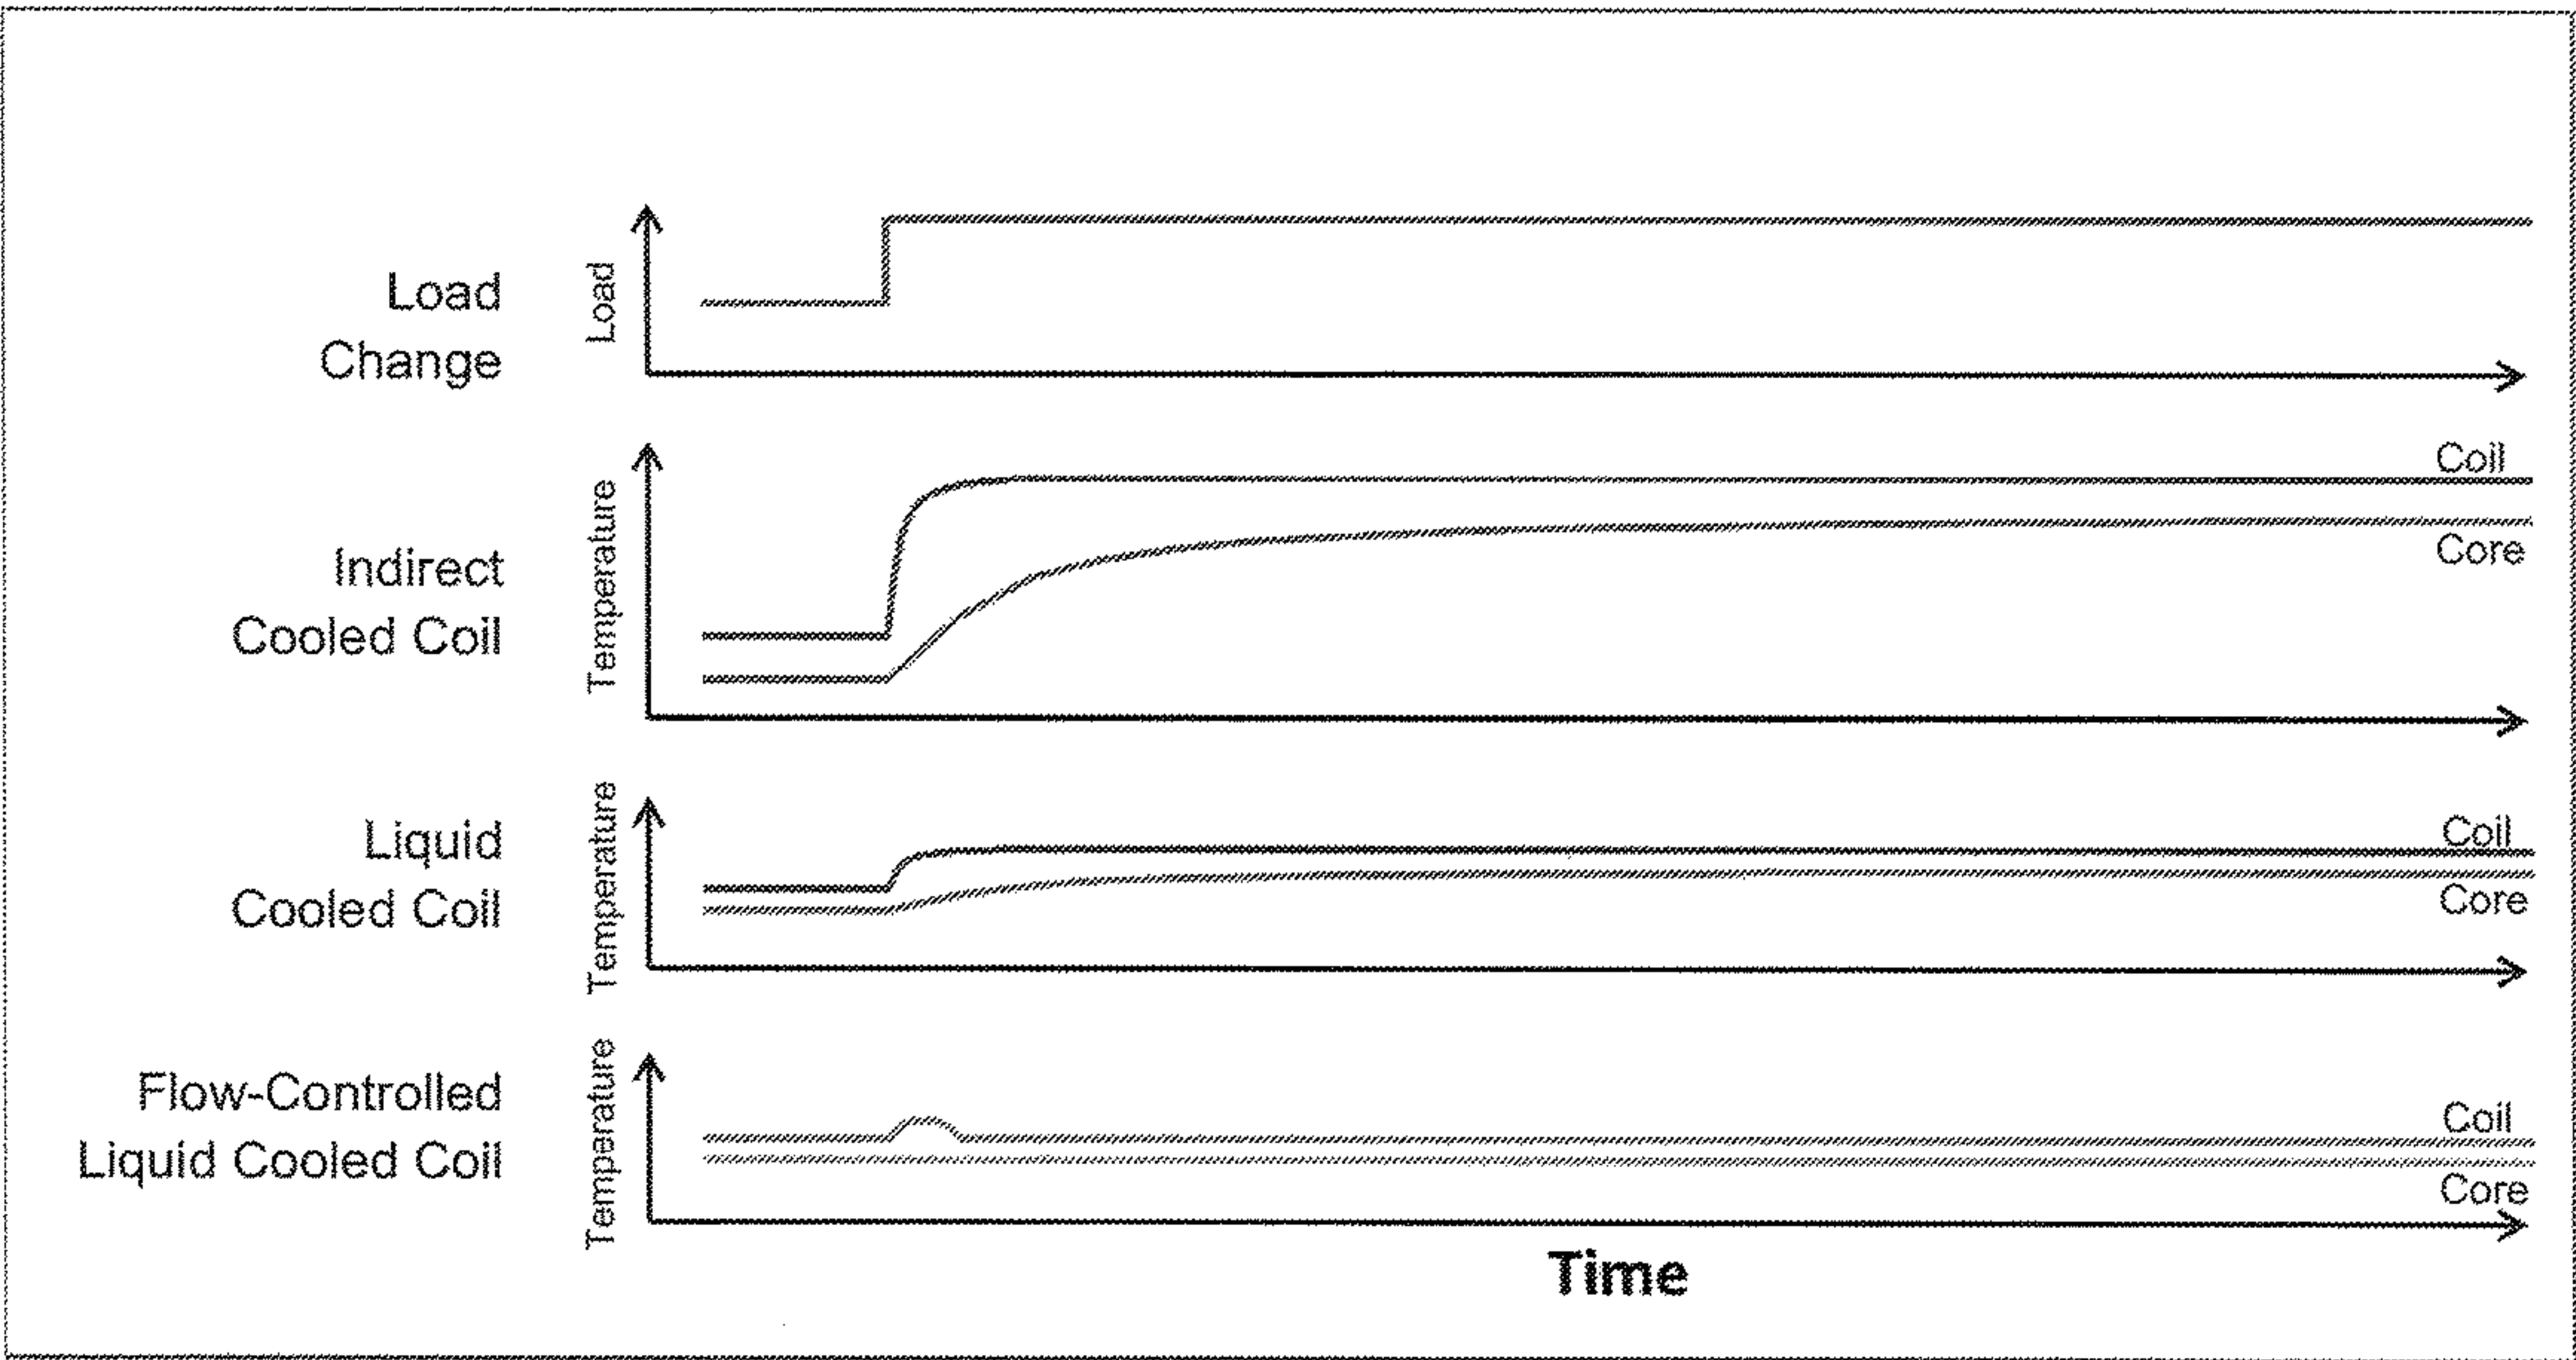 Load
Change
Load
Indirect
Cooled Coil
Temperature
Coil
Core
Liquid
Cooled Coil
Temperature
Coil
Core
Flow-Controlled
Liquid Cooled Coil
Temperature
Coil
Core
Time